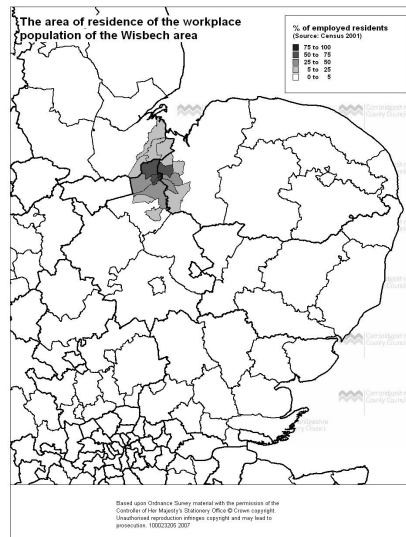 The area of residence of the workplace
population of the Wisbech area
% of employed residents
(Source: Census 2001)
75 to 100
50 to 75
25 to 50
5 to 25
0 to 5
Based upon Ordnance Survey material with the permission of the
Controller of Her Majesty's Stationery Office © Crown copyright.
Unauthorised reproduction infringes copyright and may lead to
prosecution. 100023205 2007